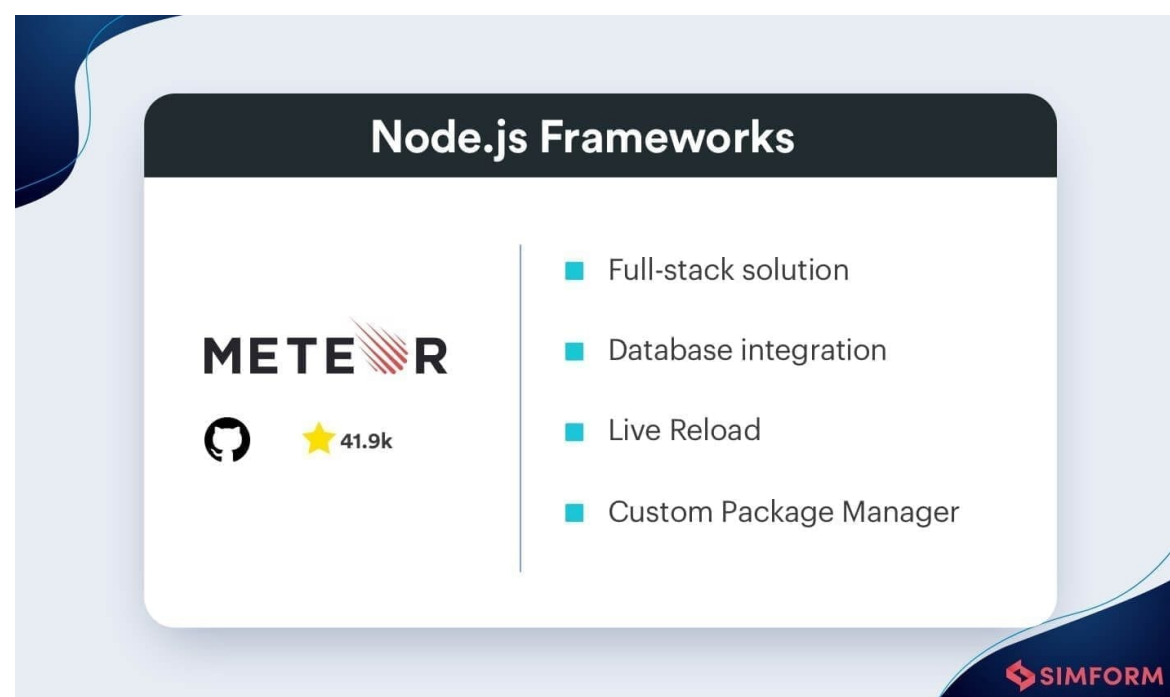 Node.js Frameworks
METEOR
41.9k
Full-stack solution
Database integration
Live Reload
Custom Package Manager
SIMFORM